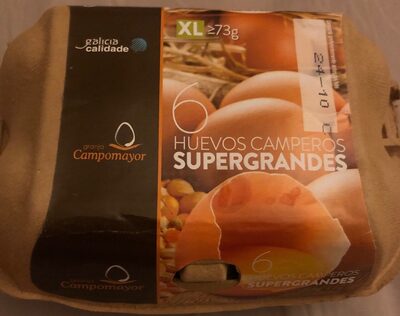 galicia
calidade
XL ≥73g
24-10
6
HUEVOS CAMPEROS
SUPERGRANDES
granja
Campomayor
6
HUEVOS CAMPEROS
SUPERGRANDES
granja
Campomayor